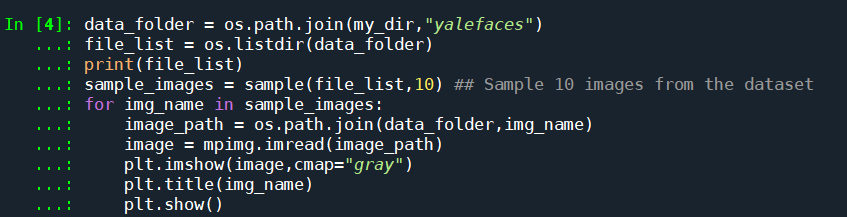 In [4]: data_folder = os.path.join(my_dir,"yalefaces")
   ...: file_list = os.listdir(data_folder)
   ...: print(file_list)
   ...: sample_images = sample(file_list,10) ## Sample 10 images from the dataset
   ...: for img_name in sample_images:
   ...:     image_path = os.path.join(data_folder,img_name)
   ...:     image = mpimg.imread(image_path)
   ...:     plt.imshow(image,cmap="gray")
   ...:     plt.title(img_name)
   ...:     plt.show()